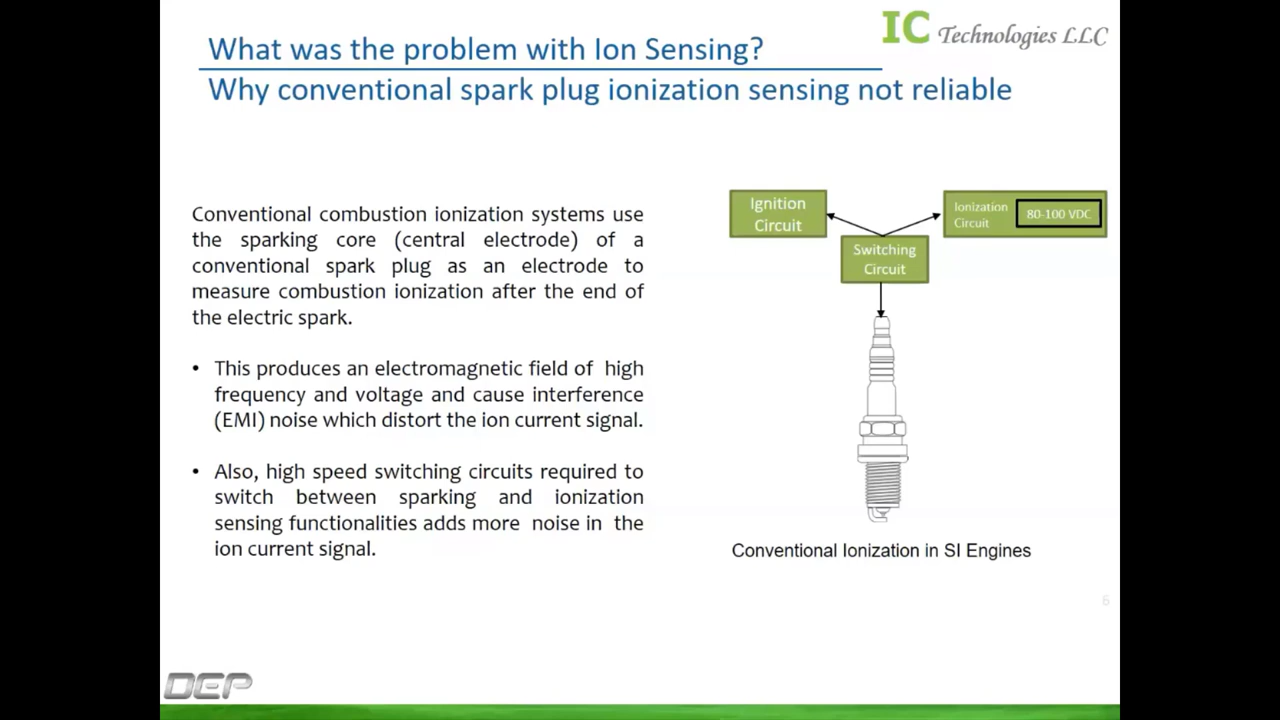 IC Technologies LLC
What was the problem with Ion Sensing?
Why conventional spark plug ionization sensing not reliable
Conventional combustion ionization systems use
the sparking core (central electrode) of a
conventional spark plug as an electrode to
measure combustion ionization after the end of
the electric spark.
• This produces an electromagnetic field of high
frequency and voltage and cause interference
(EMI) noise which distort the ion current signal.
• Also, high speed switching circuits required to
switch between sparking and ionization
sensing functionalities adds more noise in the
ion current signal.
Ignition
Circuit
Ionization
Circuit
80-100 VDC
Switching
Circuit
Conventional Ionization in SI Engines
6
DEP